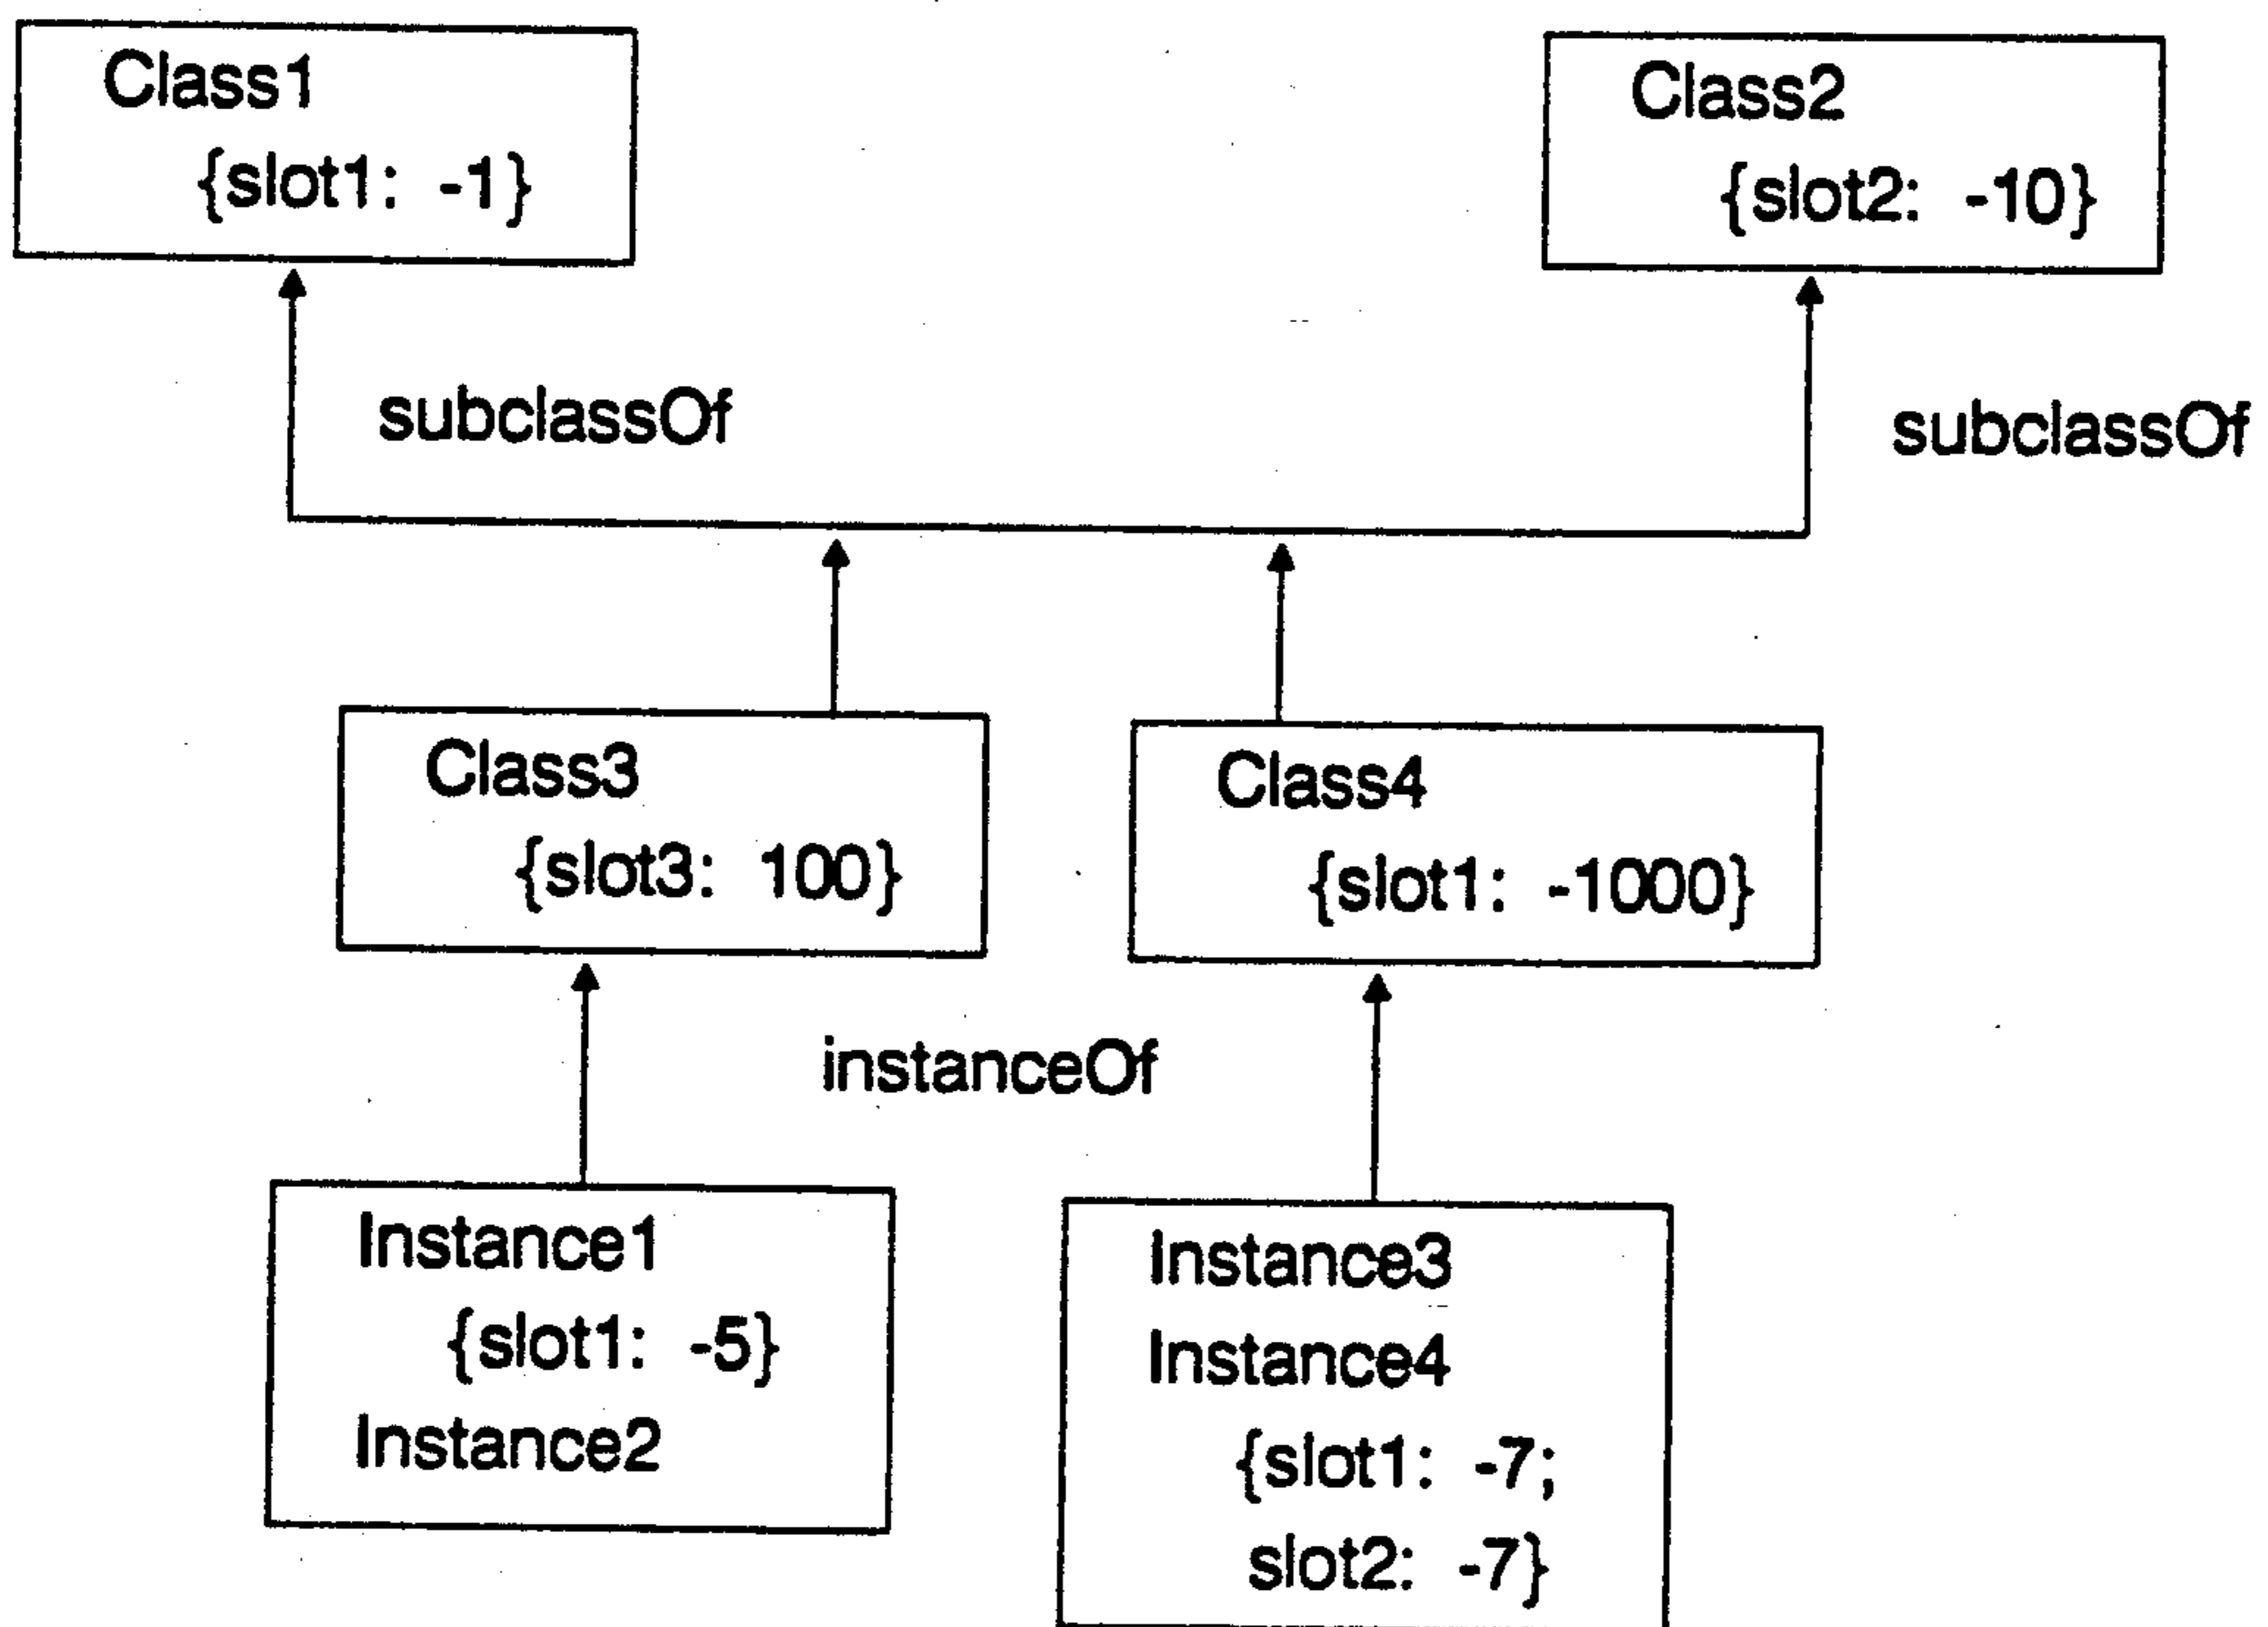 Class1
{slot1: -1}
Class2
{slot2: -10}
subclassOf
subclassOf
Class3
{slot3: 100}
Class4
{slot1: -1000}
instanceOf
Instance1
{slot1: -5}
Instance2
Instance3
Instance4
{slot1: -7;
slot2: -7}